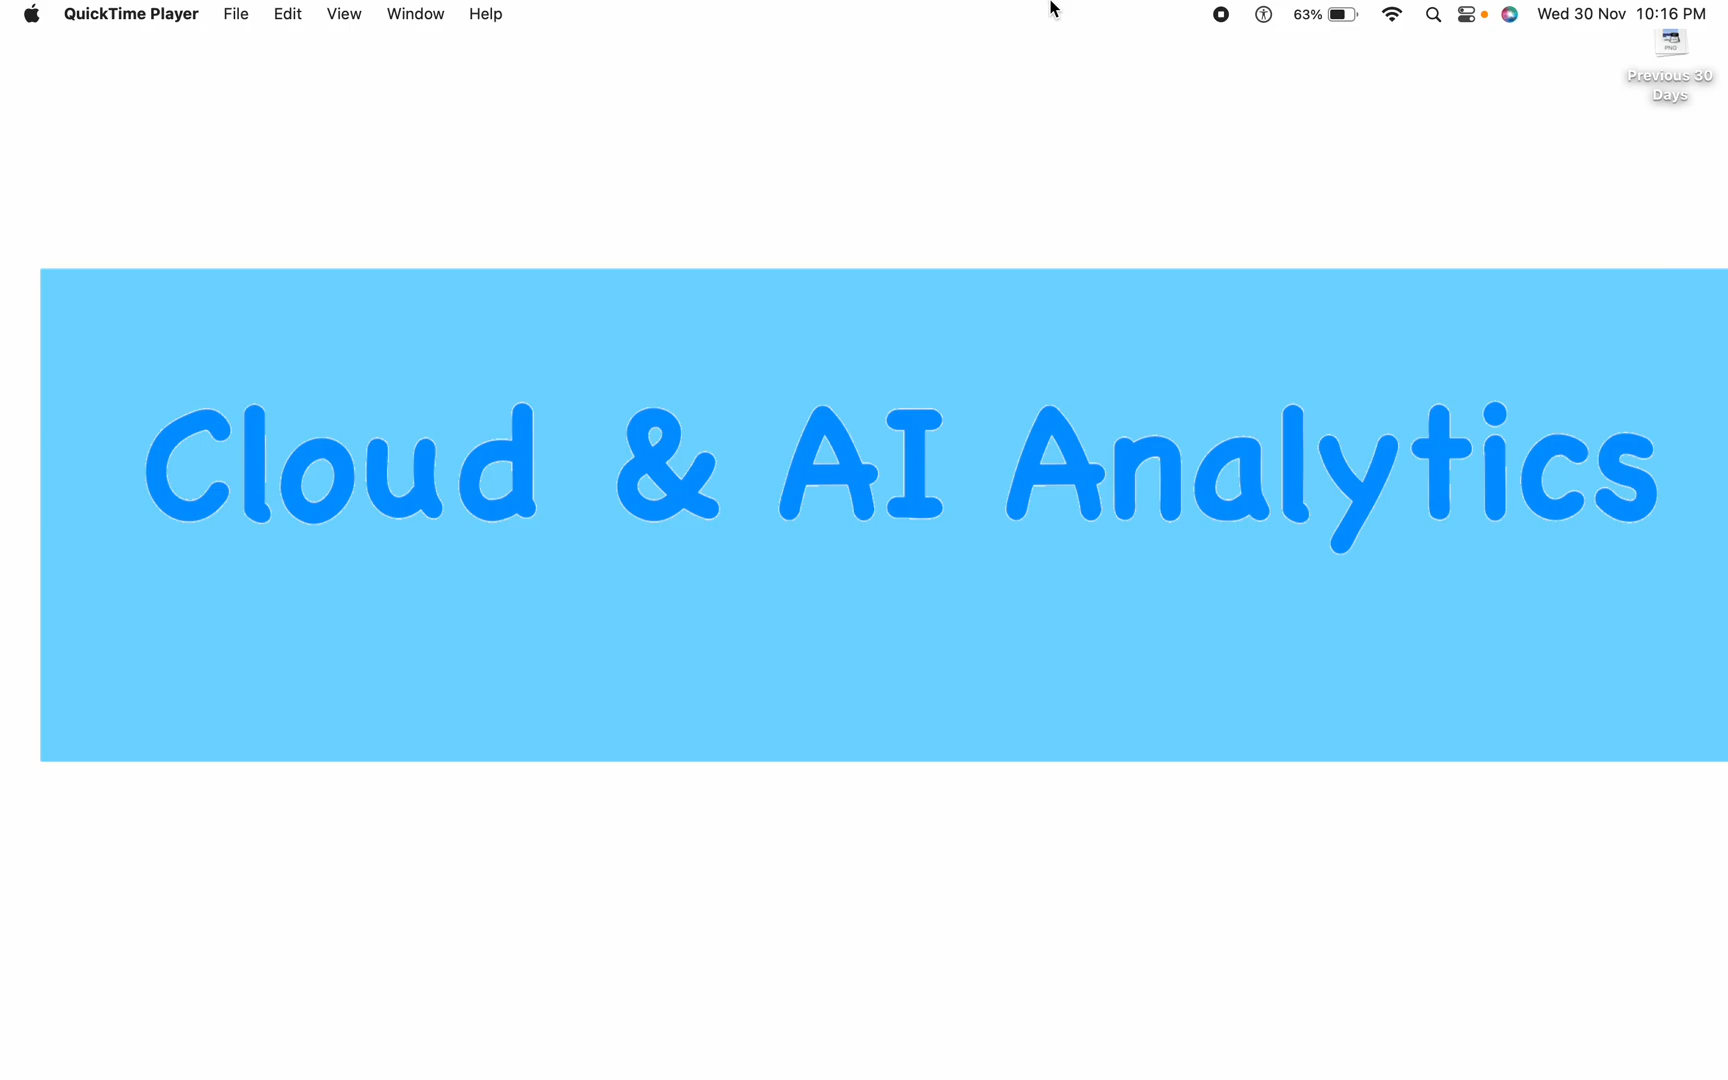 QuickTime Player File Edit View Window Help 63% Wed 30 Nov 10:16 PM
PNG
Previous 30
Days
Cloud & AI Analytics